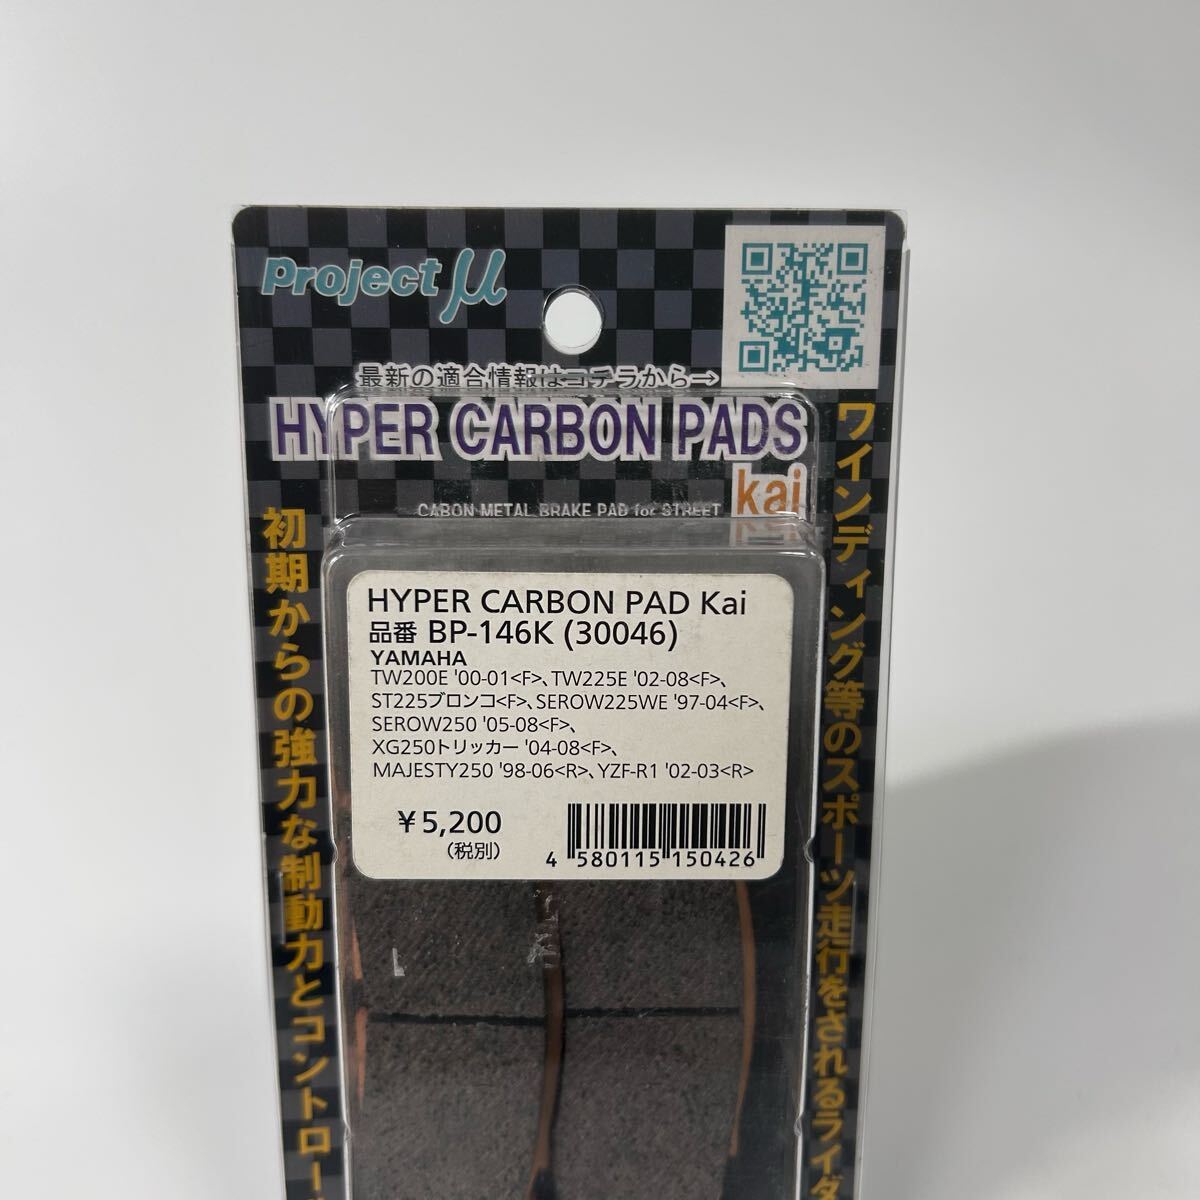 Project μ
最新の適合情報はコチラから→
HYPER CARBON PADS
kai
CABON METAL BRAKE PAD for STREET
ワインディング等のスポーツ走行をされるライダ
初期からの強力な制動力とコントロー
HYPER CARBON PAD Kai
品番 BP-146K (30046)
YAMAHA
TW200E '00-01<F>、TW225E '02-08<F>、
ST225ブロンコ<F>、SEROW225WE '97-04<F>、
SEROW250 '05-08<F>、
XG250トリッカー '04-08<F>、
MAJESTY250 '98-06<R>、YZF-R1 '02-03<R>
￥5,200
（税別）
4 580115 150426